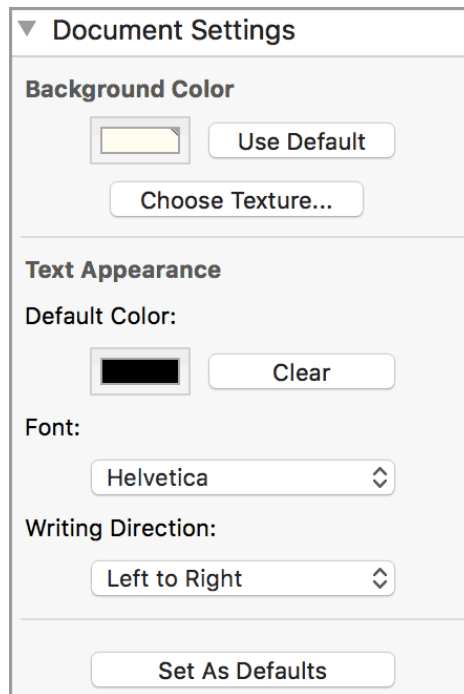 Document Settings
Background Color
Use Default
Choose Texture...
Text Appearance
Default Color:
Clear
Font:
Helvetica
Writing Direction:
Left to Right
Set As Defaults